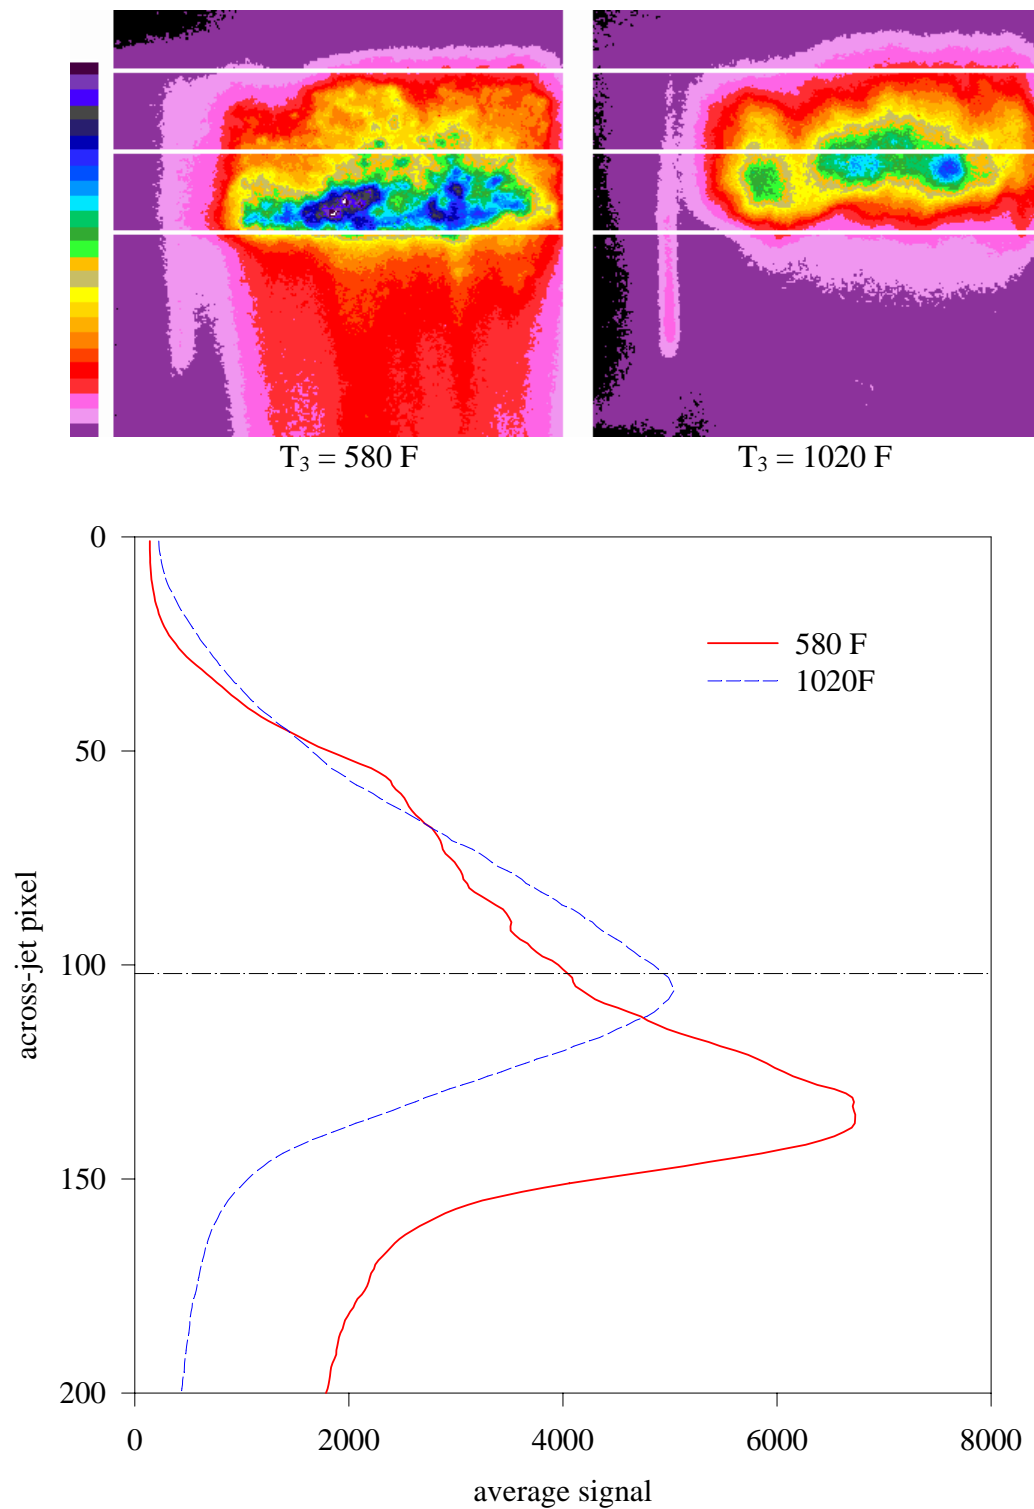 T₃ = 580 F
T₃ = 1020 F
0
580 F
1020F
50
across-jet pixel
100
150
200
0
2000
4000
6000
8000
average signal